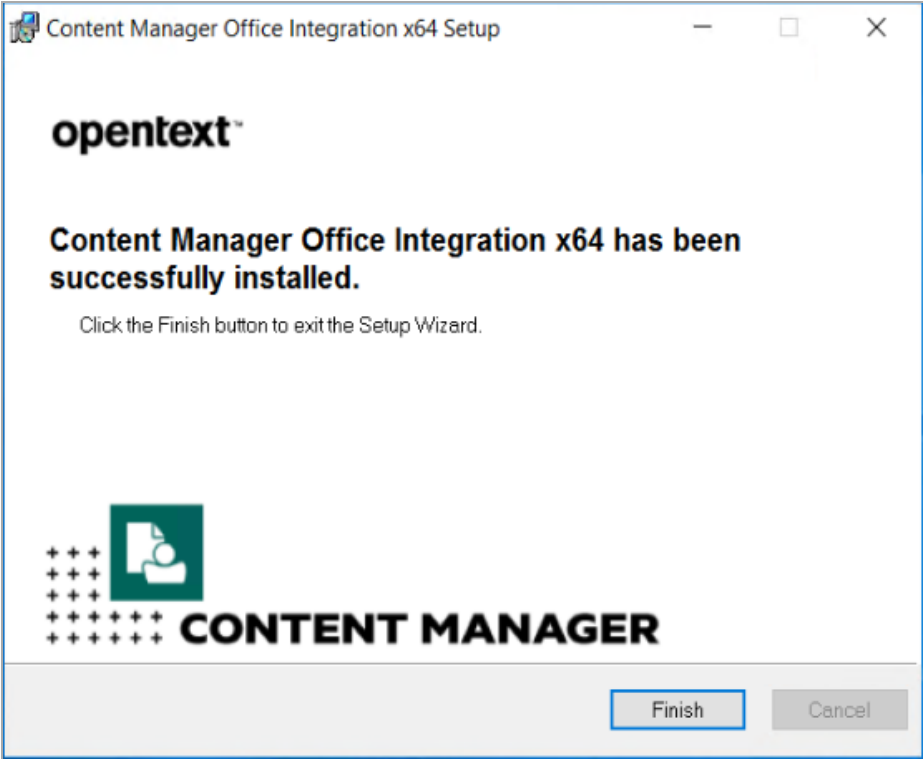 Content Manager Office Integration x64 Setup
opentext™
Content Manager Office Integration x64 has been
successfully installed.
Click the Finish button to exit the Setup Wizard.
CONTENT MANAGER
Finish
Cancel